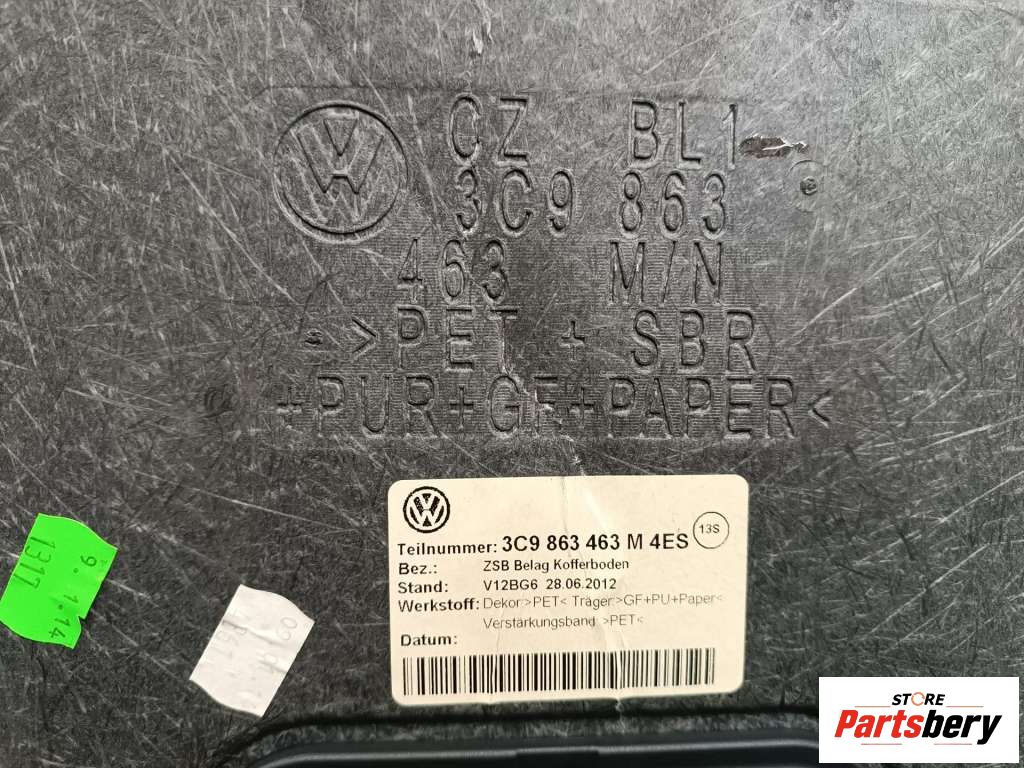 CZ BL1
3C9 863
463 M/N
>PET + SBR
+PUR+GF+PAPER<
Teilnummer: 3C9 863 463 M 4ES
13S
Bez.: ZSB Belag Kofferboden
Stand: V12BG6 28.06.2012
Werkstoff: Dekor:>PET< Träger:>GF+PU+Paper<
Verstärkungsband: >PET<
Datum:
9.1.14
1317
STORE
Partsbery